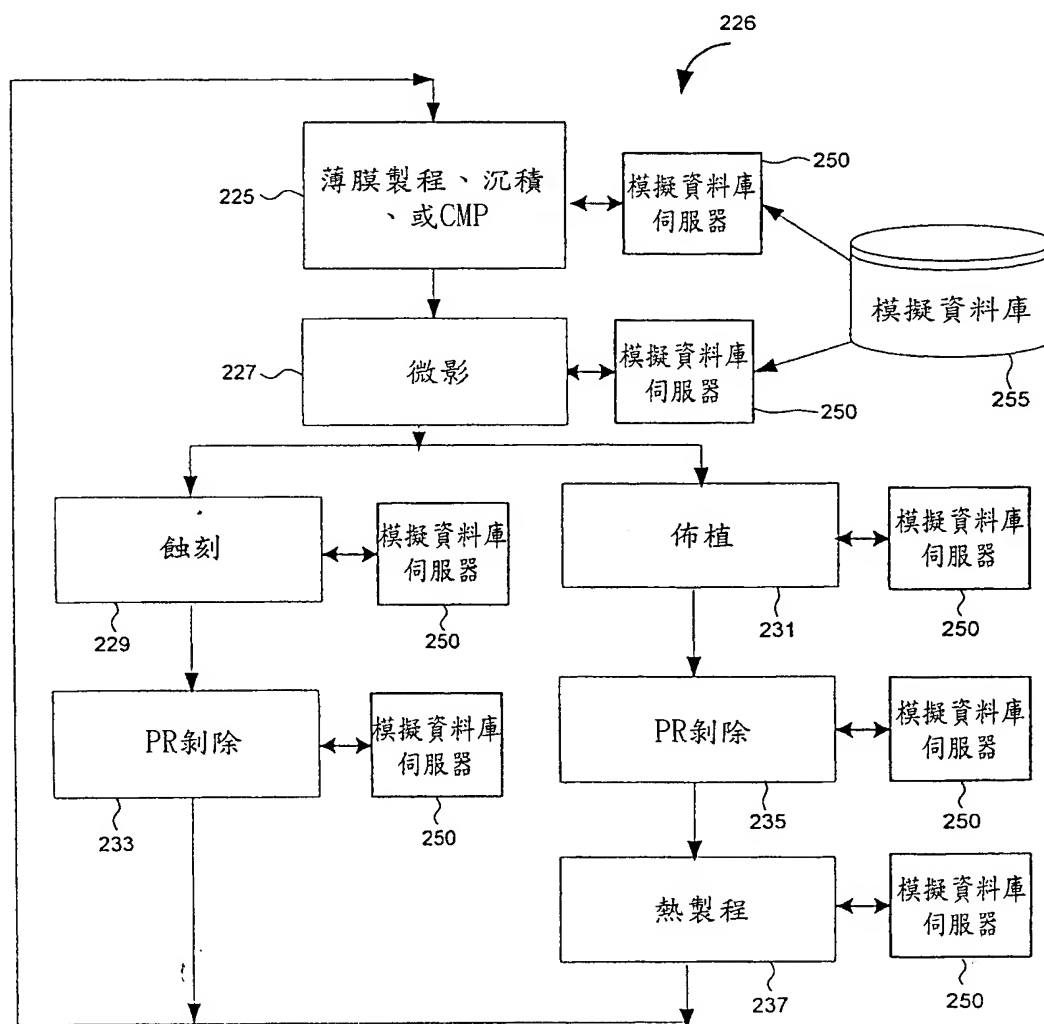 226
薄膜製程、沉積
、或CMP
225
250
模擬資料庫
伺服器
模擬資料庫
255
微影
227
模擬資料庫
伺服器
250
蝕刻
229
模擬資料庫
伺服器
250
佈植
231
模擬資料庫
伺服器
250
PR剝除
233
模擬資料庫
伺服器
250
PR剝除
235
模擬資料庫
伺服器
250
熱製程
237
模擬資料庫
伺服器
250